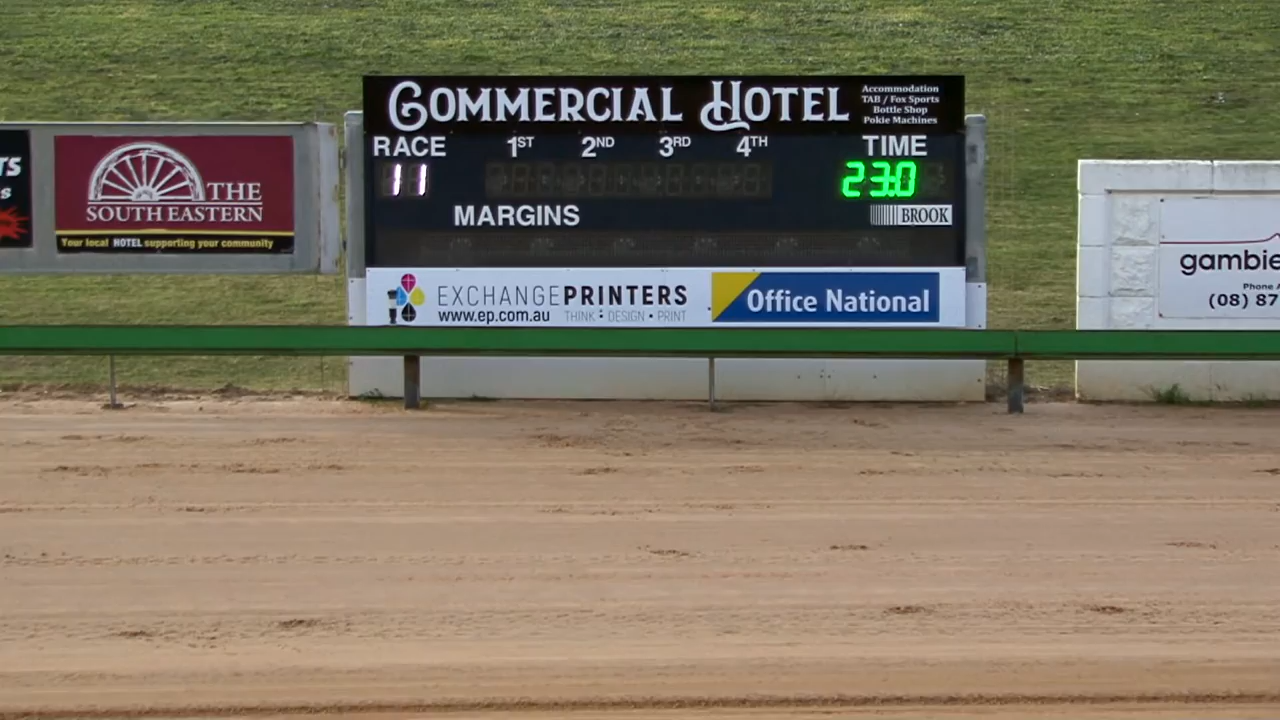 COMMERCIAL HOTEL
Accommodation
TAB / Fox Sports
Bottle Shop
Pokie Machines
RACE 1ST 2ND 3RD 4TH TIME
11 23:0
MARGINS
BROOK
EXCHANGEPRINTERS
www.ep.com.au THINK : DESIGN • PRINT
Office National
THE
SOUTH EASTERN
Your local HOTEL supporting your community
TS
s
gambie
Phone A
(08) 87